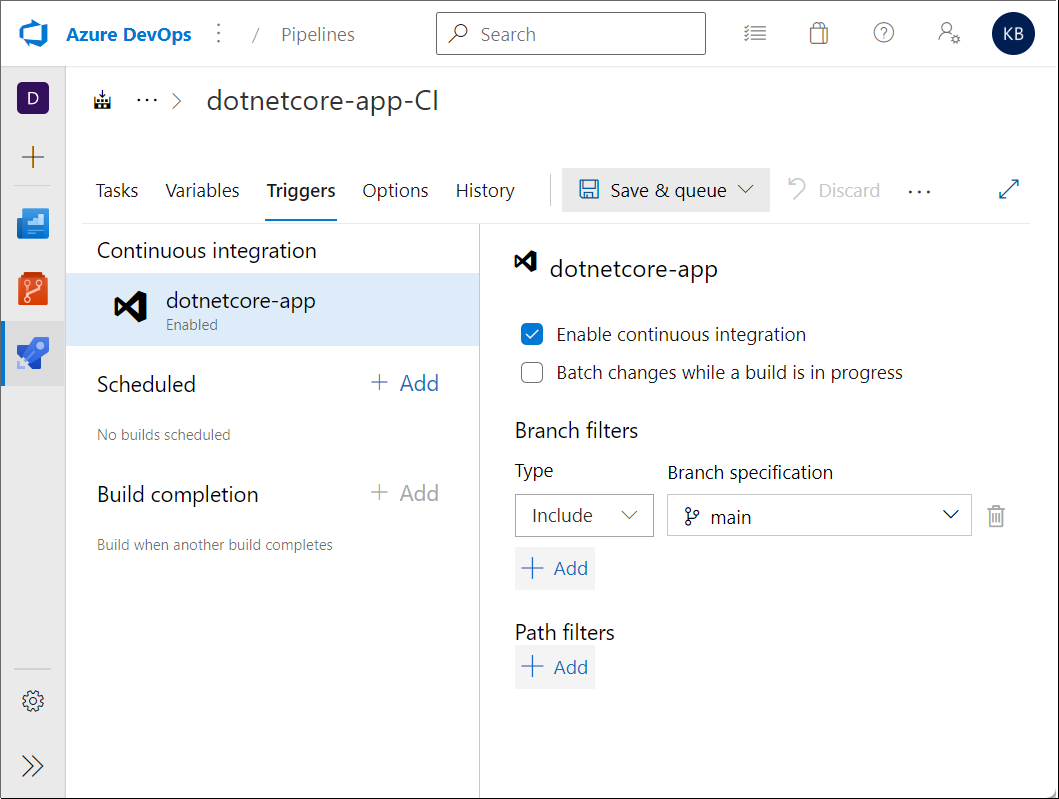 Azure DevOps / Pipelines Search KB
D
... dotnetcore-app-CI
Tasks Variables Triggers Options History Save & queue Discard ...
Continuous integration
dotnetcore-app
Enabled
Scheduled + Add
No builds scheduled
Build completion + Add
Build when another build completes
dotnetcore-app
Enable continuous integration
Batch changes while a build is in progress
Branch filters
Type Branch specification
Include main
+ Add
Path filters
+ Add